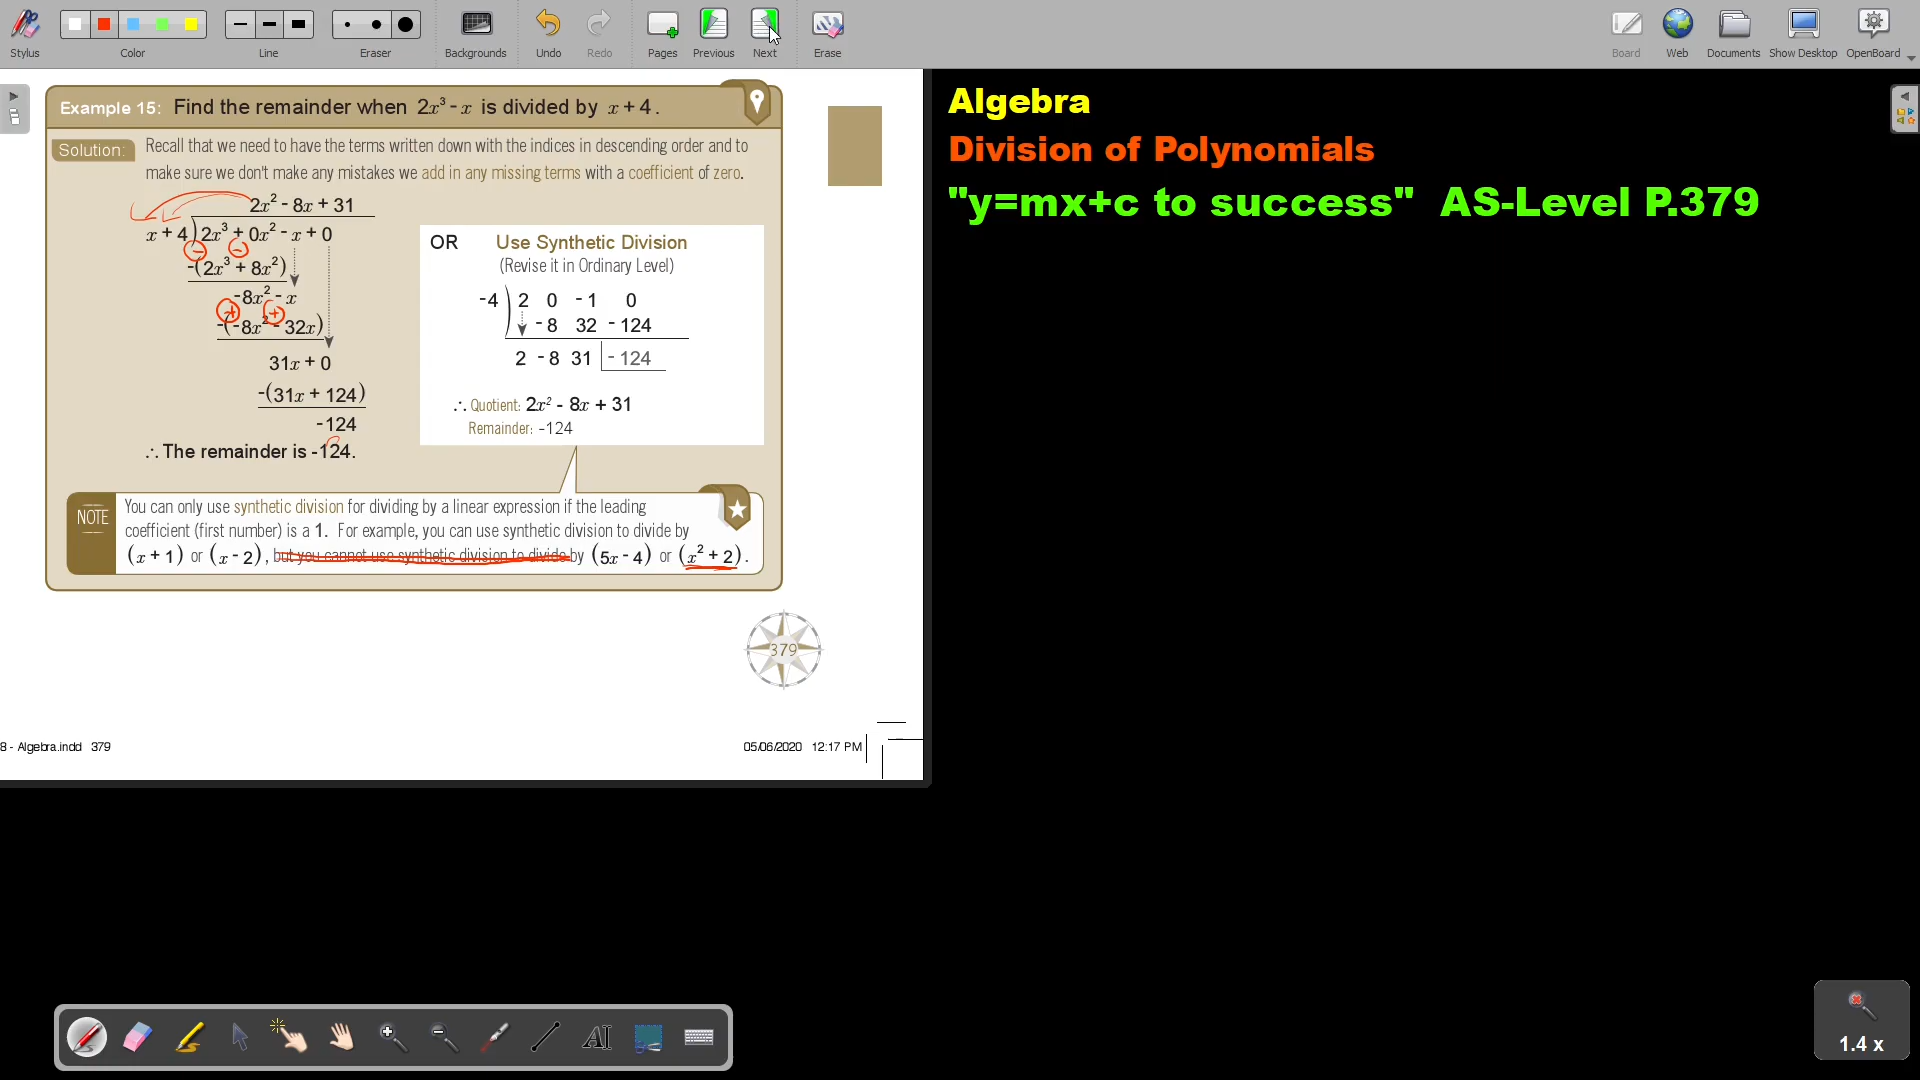 Stylus Color Line Eraser Backgrounds Undo Redo Pages Previous Next Erase Board Web Documents Show Desktop OpenBoard
Example 15: Find the remainder when 2x³ - x is divided by x + 4.
Solution: Recall that we need to have the terms written down with the indices in descending order and to
make sure we don't make any mistakes we add in any missing terms with a coefficient of zero.
2x² - 8x + 31
x + 4)2x³ + 0x² - x + 0
-(2x³ + 8x²)
-8x² - x
-(-8x² - 32x)
31x + 0
-(31x + 124)
-124
∴ The remainder is -124.
OR Use Synthetic Division
(Revise it in Ordinary Level)
-4) 2 0 -1 0
-8 32 -124
2 -8 31 -124
∴ Quotient: 2x² - 8x + 31
Remainder: -124
NOTE
You can only use synthetic division for dividing by a linear expression if the leading
coefficient (first number) is a 1. For example, you can use synthetic division to divide by
(x + 1) or (x - 2), but you cannot use synthetic division to divide by (5x - 4) or (x² + 2).
379
8 - Algebra.indd 379
05/06/2020 12:17 PM
Algebra
Division of Polynomials
"y=mx+c to success" AS-Level P.379
1.4 x